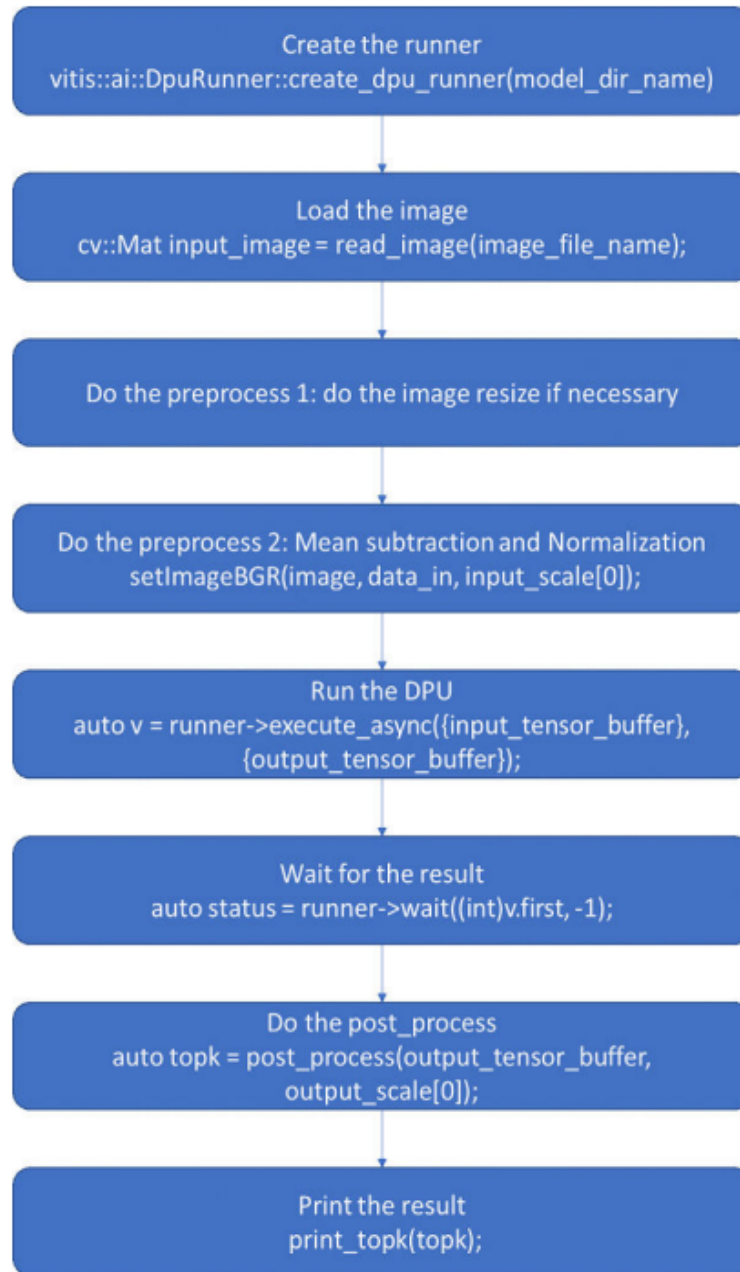 Create the runner
vitis::ai::DpuRunner::create_dpu_runner(model_dir_name)
Load the image
cv::Mat input_image = read_image(image_file_name);
Do the preprocess 1: do the image resize if necessary
Do the preprocess 2: Mean subtraction and Normalization
setImageBGR(image, data_in, input_scale[0]);
Run the DPU
auto v = runner->execute_async({input_tensor_buffer},
{output_tensor_buffer});
Wait for the result
auto status = runner->wait((int)v.first, -1);
Do the post_process
auto topk = post_process(output_tensor_buffer,
output_scale[0]);
Print the result
print_topk(topk);